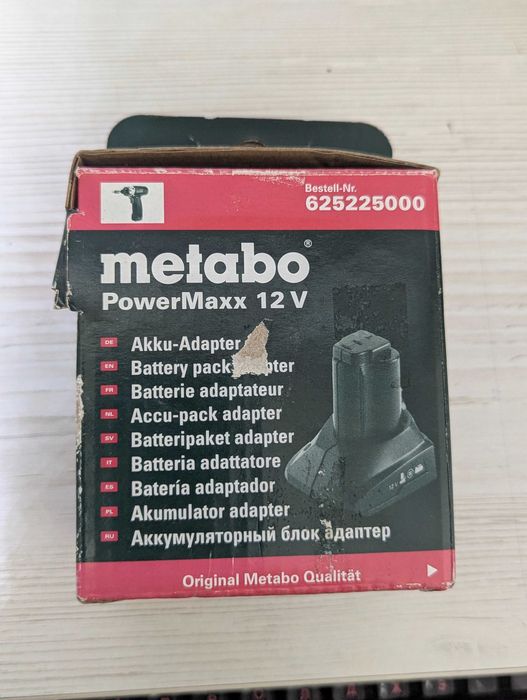 Bestell-Nr.
625225000
metabo®
PowerMaxx 12 V
DE Akku-Adapter
EN Battery pack
FR Batterie adaptateur
NL Accu-pack adapter
SV Batteripaket adapter
IT Batteria adattatore
ES Batería adaptador
PL Akumulator adapter
RU Аккумуляторный блок адаптер
12 V
Original Metabo Qualität